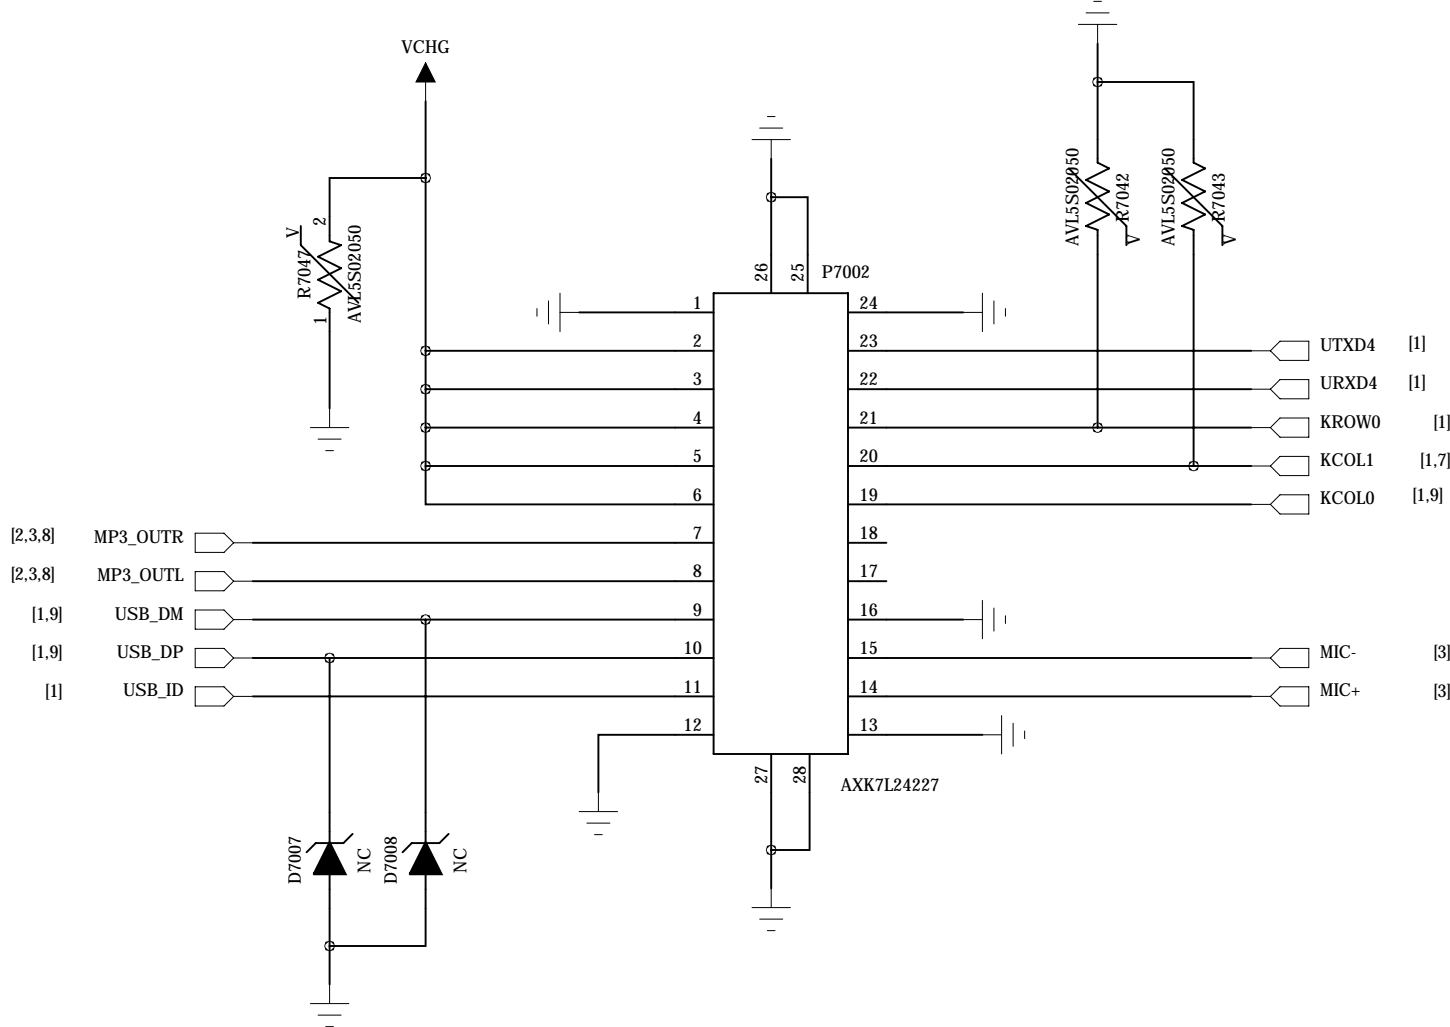 VCHG
AVL5S02050
R7042
V
AVL5S02050
R7043
V
V
2
R7047
AVL5S02050
1
26
25
P7002
1
24
2
23
UTXD4 [1]
3
22
URXD4 [1]
4
21
KROW0 [1]
5
20
KCOL1 [1,7]
6
19
KCOL0 [1,9]
[2,3,8] MP3_OUTR
7
18
[2,3,8] MP3_OUTL
8
17
[1,9] USB_DM
9
16
[1,9] USB_DP
10
15
MIC- [3]
[1] USB_ID
11
14
MIC+ [3]
12
13
27
28
AXK7L24227
D7007
NC
D7008
NC